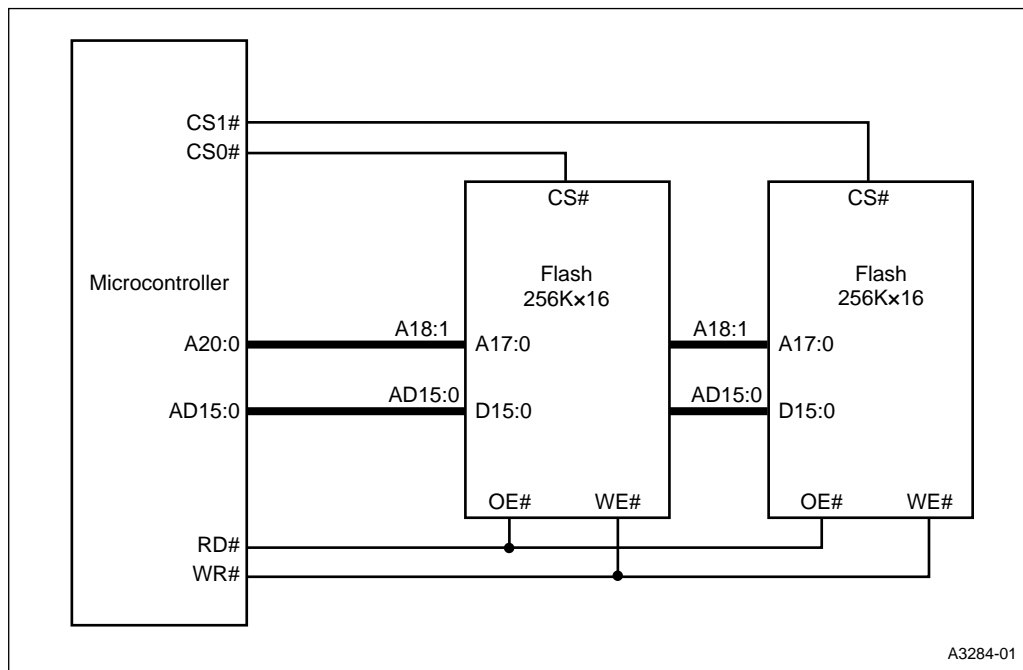 CS1#
CS0#
CS#
CS#
Microcontroller
Flash
256K×16
Flash
256K×16
A20:0
A18:1
A17:0
A18:1
A17:0
AD15:0
AD15:0
D15:0
AD15:0
D15:0
OE#
WE#
OE#
WE#
RD#
WR#
A3284-01